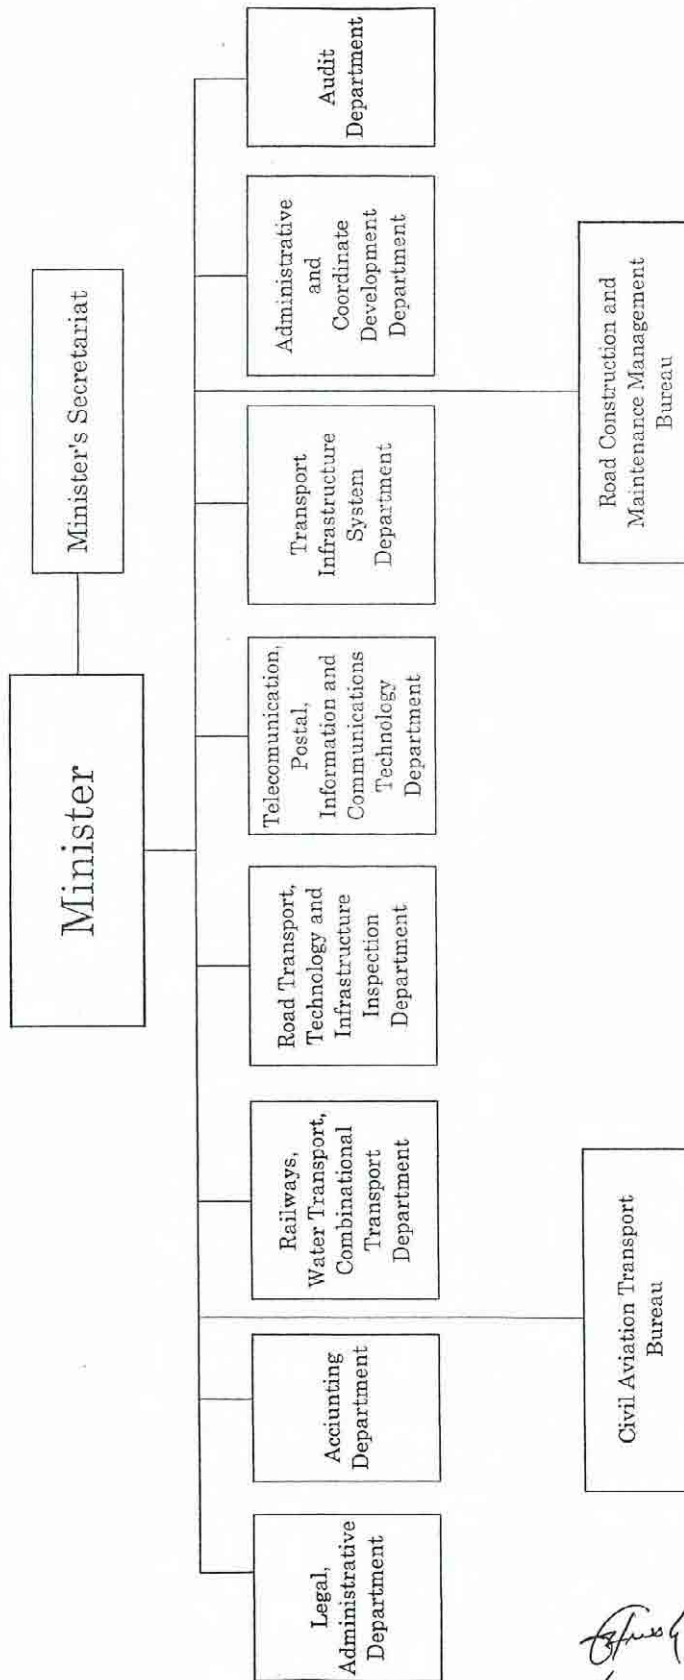 Minister
Minister's Secretariat
Legal,
Administrative
Department
Acciunting
Department
Railways,
Water Transport,
Combinational
Transport
Department
Road Transport,
Technology and
Infrastructure
Inspection
Department
Telecomunication,
Postal,
Information and
Communications
Technology
Department
Transport
Infrastructure
System
Department
Administrative
and
Coordinate
Development
Department
Audit
Department
Civil Aviation Transport
Bureau
Road Construction and
Maintenance Management
Bureau